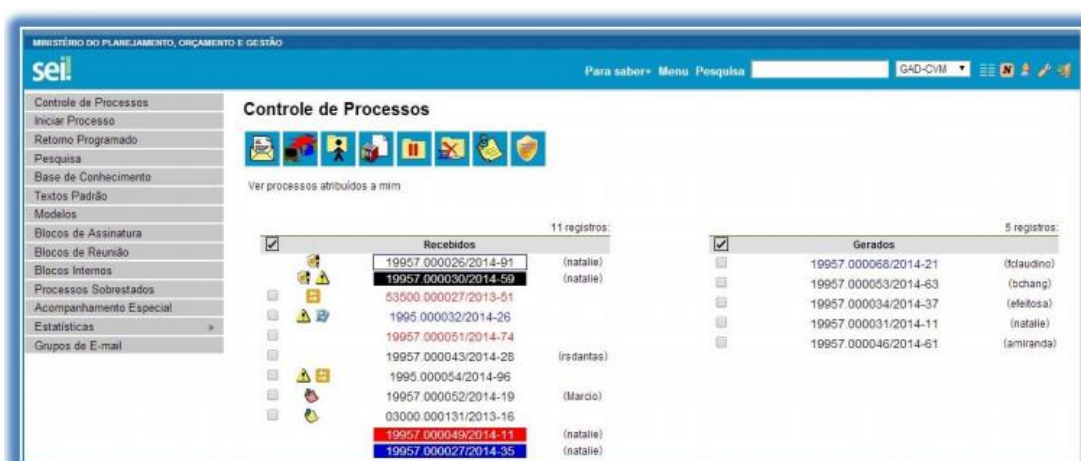 MINISTÉRIO DO PLANEJAMENTO, ORÇAMENTO E GESTÃO
sei!
Para saber+ Menu Pesquisa GAD-CVM
Controle de Processos
Iniciar Processo
Retorno Programado
Pesquisa
Base de Conhecimento
Textos Padrão
Modelos
Blocos de Assinatura
Blocos de Reunião
Blocos Internos
Processos Sobrestados
Acompanhamento Especial
Estatísticas
Grupos de E-mail
Controle de Processos
Ver processos atribuídos a mim
11 registros:
Recebidos
19957.000026/2014-91 (natalie)
19957.000030/2014-59 (natalie)
53500.000027/2013-51
1995.000032/2014-26
19957.000051/2014-74
19957.000043/2014-28 (rsdantas)
1995.000054/2014-96
19957.000052/2014-19 (Marcio)
03000.000131/2013-16
19957.000049/2014-11 (natalie)
19957.000027/2014-35 (natalie)
5 registros:
Gerados
19957.000068/2014-21 (fclaudino)
19957.000053/2014-63 (bchang)
19957.000034/2014-37 (efeitosa)
19957.000031/2014-11 (natalie)
19957.000046/2014-61 (amiranda)